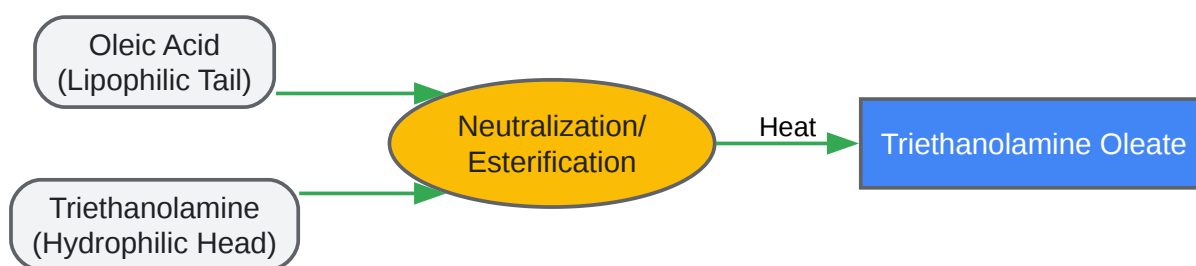 Oleic Acid
(Lipophilic Tail)
Triethanolamine
(Hydrophilic Head)
Neutralization/
Esterification
Heat
Triethanolamine Oleate